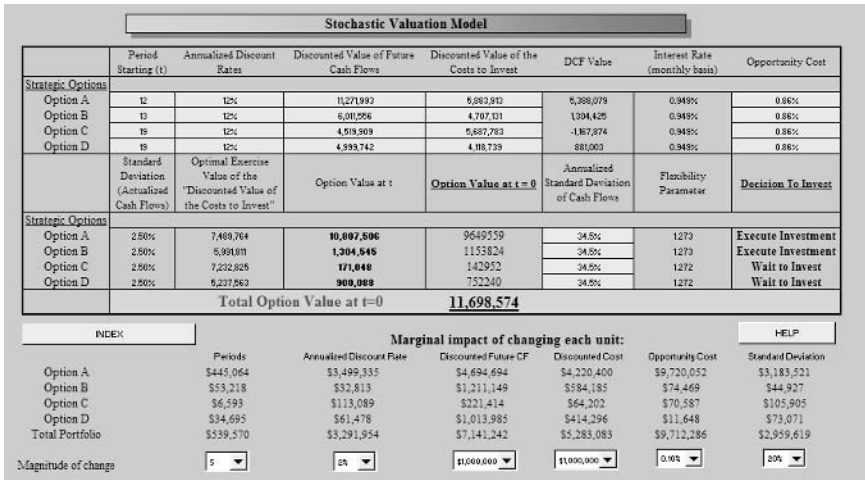 Stochastic Valuation Model
Period Starting (t) Annualized Discount Rates Discounted Value of Future Cash Flows Discounted Value of the Costs to Invest DCF Value Interest Rate (monthly basis) Opportunity Cost
Strategic Options
Option A 12 12% 11,271,993 5,883,913 5,388,079 0.949% 0.86%
Option B 13 12% 6,011,556 4,707,131 1,304,425 0.949% 0.86%
Option C 19 12% 4,519,909 5,687,783 -1,167,874 0.949% 0.86%
Option D 19 12% 4,999,742 4,118,739 881,003 0.949% 0.86%
Standard Deviation (Actualized Cash Flows) Optimal Exercise Value of the "Discounted Value of the Costs to Invest" Option Value at t Option Value at t = 0 Annualized Standard Deviation of Cash Flows Flexibility Parameter Decision To Invest
Strategic Options
Option A 2.50% 7,489,764 10,807,506 9649559 34.5% 1.273 Execute Investment
Option B 2.50% 5,991,811 1,304,545 1153824 34.5% 1.273 Execute Investment
Option C 2.50% 7,232,825 171,048 142952 34.5% 1.272 Wait to Invest
Option D 2.50% 5,237,563 900,088 752240 34.5% 1.272 Wait to Invest
Total Option Value at t=0 11,698,574
INDEX
HELP
Marginal impact of changing each unit:
Periods Annualized Discount Rate Discounted Future CF Discounted Cost Opportunity Cost Standard Deviation
Option A $445,064 $3,499,335 $4,694,694 $4,220,400 $9,720,052 $3,183,521
Option B $53,218 $32,813 $1,211,149 $584,185 $74,469 $44,927
Option C $6,593 $113,089 $221,414 $64,202 $70,587 $105,905
Option D $34,695 $61,478 $1,013,985 $414,296 $11,648 $73,071
Total Portfolio $539,570 $3,291,954 $7,141,242 $5,283,083 $9,712,286 $2,959,619
Magnitude of change 5 2% $1,000,000 $1,000,000 0.10% 20%